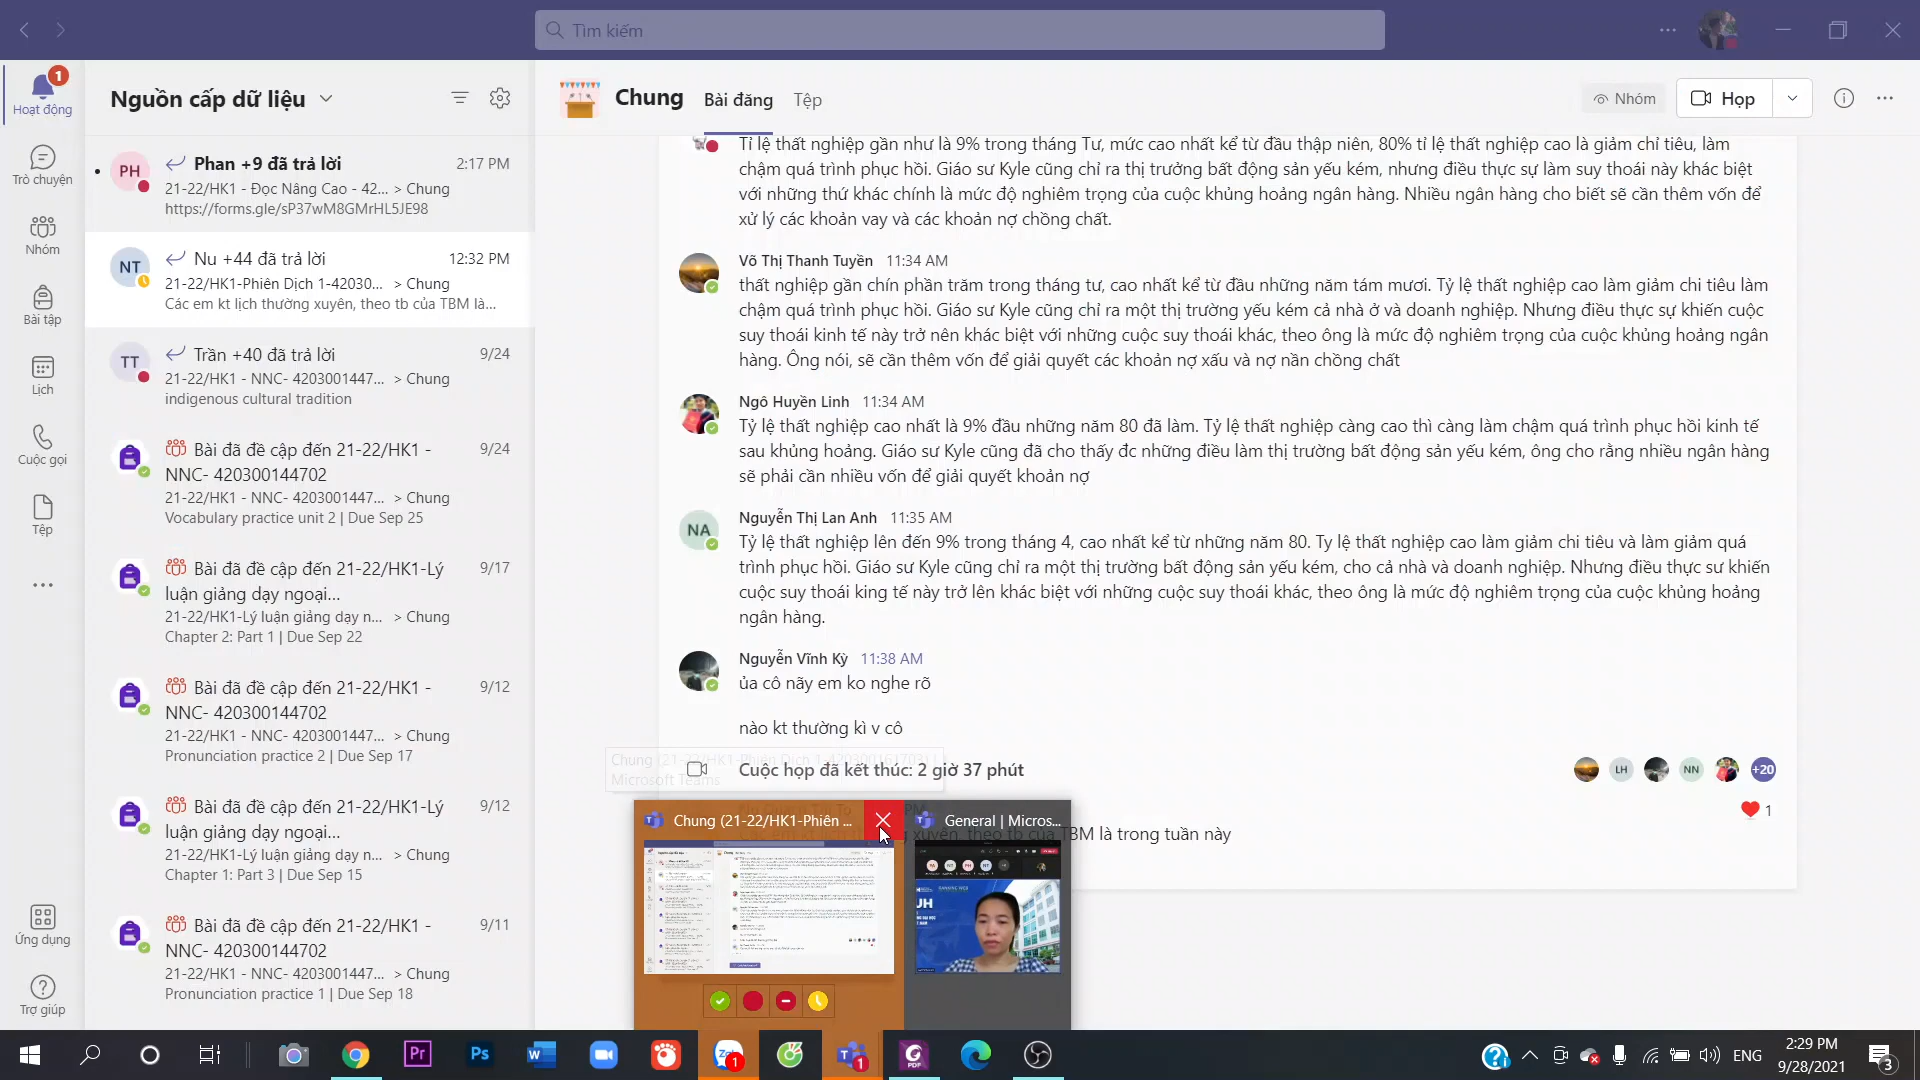 Tìm kiếm
1
Hoạt động
Trò chuyện
Nhóm
Bài tập
Lịch
Cuộc gọi
Tệp
Ứng dụng
Trợ giúp
Nguồn cấp dữ liệu
PH
Phan +9 đã trả lời
2:17 PM
21-22/HK1 - Đọc Nâng Cao - 42... > Chung
https://forms.gle/sP37wM8GMrHL5JE98
NT
Nu +44 đã trả lời
12:32 PM
21-22/HK1-Phiên Dịch 1-42030... > Chung
Các em kt lịch thường xuyên, theo tb của TBM là...
TT
Trần +40 đã trả lời
9/24
21-22/HK1 - NNC- 4203001447... > Chung
indigenous cultural tradition
Bài đã đề cập đến 21-22/HK1 -
9/24
NNC- 420300144702
21-22/HK1 - NNC- 4203001447... > Chung
Vocabulary practice unit 2 | Due Sep 25
Bài đã đề cập đến 21-22/HK1-Lý
9/17
luận giảng dạy ngoại...
21-22/HK1-Lý luận giảng dạy n... > Chung
Chapter 2: Part 1 | Due Sep 22
Bài đã đề cập đến 21-22/HK1 -
9/12
NNC- 420300144702
21-22/HK1 - NNC- 4203001447... > Chung
Pronunciation practice 2 | Due Sep 17
Bài đã đề cập đến 21-22/HK1-Lý
9/12
luận giảng dạy ngoại...
21-22/HK1-Lý luận giảng dạy n... > Chung
Chapter 1: Part 3 | Due Sep 15
Bài đã đề cập đến 21-22/HK1 -
9/11
NNC- 420300144702
21-22/HK1 - NNC- 4203001447... > Chung
Pronunciation practice 1 | Due Sep 18
Chung
Bài đăng
Tệp
Nhóm
Họp
Tỉ lệ thất nghiệp gần như là 9% trong tháng Tư, mức cao nhất kể từ đầu thập niên, 80% tỉ lệ thất nghiệp cao là giảm chỉ tiêu, làm
chậm quá trình phục hồi. Giáo sư Kyle cũng chỉ ra thị trưởng bất động sản yếu kém, nhưng điều thực sự làm suy thoái này khác biệt
với những thứ khác chính là mức độ nghiêm trọng của cuộc khủng hoảng ngân hàng. Nhiều ngân hàng cho biết sẽ cần thêm vốn để
xử lý các khoản vay và các khoản nợ chồng chất.
Võ Thị Thanh Tuyền 11:34 AM
thất nghiệp gần chín phần trăm trong tháng tư, cao nhất kể từ đầu những năm tám mươi. Tỷ lệ thất nghiệp cao làm giảm chi tiêu làm
chậm quá trình phục hồi. Giáo sư Kyle cũng chỉ ra một thị trường yếu kém cả nhà ở và doanh nghiệp. Nhưng điều thực sự khiến cuộc
suy thoái kinh tế này trở nên khác biệt với những cuộc suy thoái khác, theo ông là mức độ nghiêm trọng của cuộc khủng hoảng ngân
hàng. Ông nói, sẽ cần thêm vốn để giải quyết các khoản nợ xấu và nợ nần chồng chất
Ngô Huyền Linh 11:34 AM
Tỷ lệ thất nghiệp cao nhất là 9% đầu những năm 80 đã làm. Tỷ lệ thất nghiệp càng cao thì càng làm chậm quá trình phục hồi kinh tế
sau khủng hoảng. Giáo sư Kyle cũng đã cho thấy đc những điều làm thị trường bất động sản yếu kém, ông cho rằng nhiều ngân hàng
sẽ phải cần nhiều vốn để giải quyết khoản nợ
NA
Nguyễn Thị Lan Anh 11:35 AM
Tỷ lệ thất nghiệp lên đến 9% trong tháng 4, cao nhất kể từ những năm 80. Ty lệ thất nghiệp cao làm giảm chi tiêu và làm giảm quá
trình phục hồi. Giáo sư Kyle cũng chỉ ra một thị trường bất động sản yếu kém, cho cả nhà và doanh nghiệp. Nhưng điều thực sư khiến
cuộc suy thoái king tế này trở lên khác biệt với những cuộc suy thoái khác, theo ông là mức độ nghiêm trọng của cuộc khủng hoảng
ngân hàng.
Nguyễn Vĩnh Kỳ 11:38 AM
ủa cô nãy em ko nghe rõ
nào kt thường kì v cô
Cuộc họp đã kết thúc: 2 giờ 37 phút
LH
NN
+20
1
xuyên, theo tb của TBM là trong tuần này
Chung (21-22/HK1-Phiên ...
General | Micros...
Pr
Ps
W
Zalo
1
1
PDF
ENG
2:29 PM
9/28/2021
3